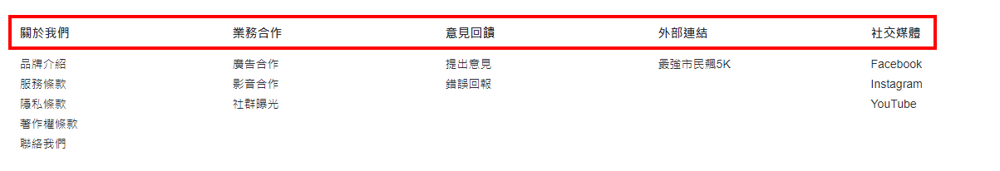 關於我們 業務合作 意見回饋 外部連結 社交媒體
品牌介紹 廣告合作 提出意見 最強市民飆5K Facebook
服務條款 影音合作 錯誤回報 Instagram
隱私條款 社群曝光 YouTube
著作權條款
聯絡我們